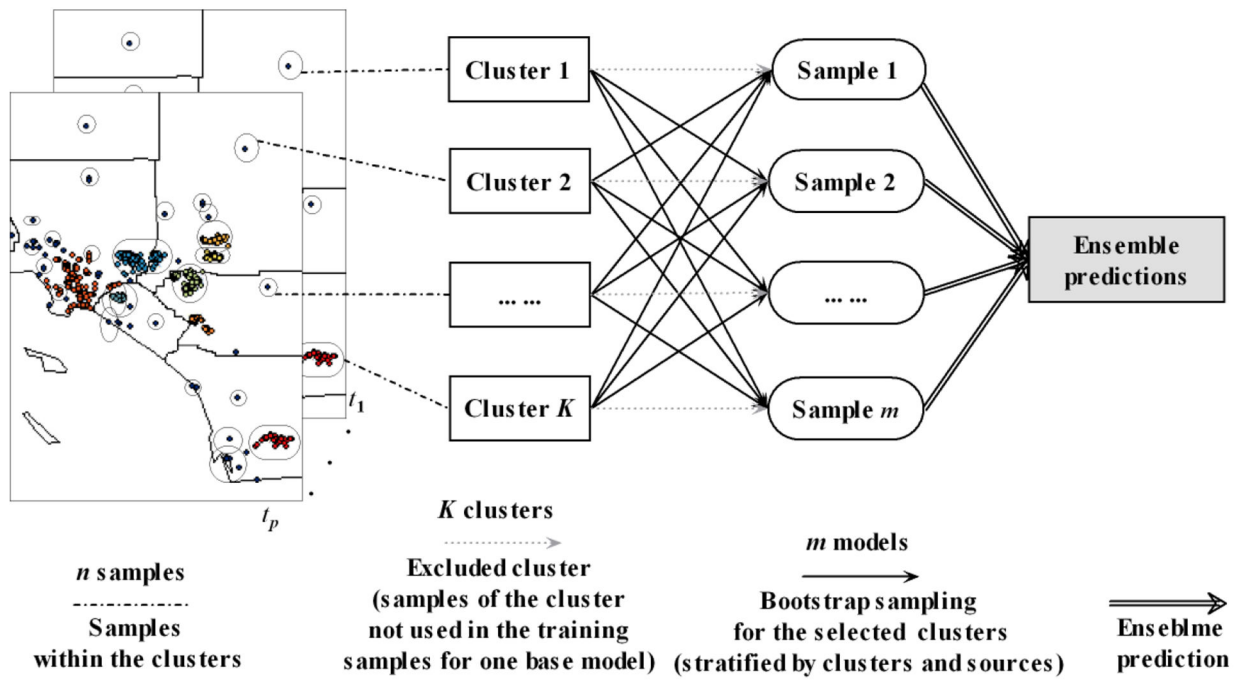 Cluster 1
Sample 1
Cluster 2
Sample 2
Ensemble
predictions
... ...
... ...
Cluster K
Sample m
t1
tp
K clusters
n samples
m models
Excluded cluster
(samples of the cluster
not used in the training
samples for one base model)
Bootstrap sampling
for the selected clusters
(stratified by clusters and sources)
Samples
within the clusters
Enseblme
prediction